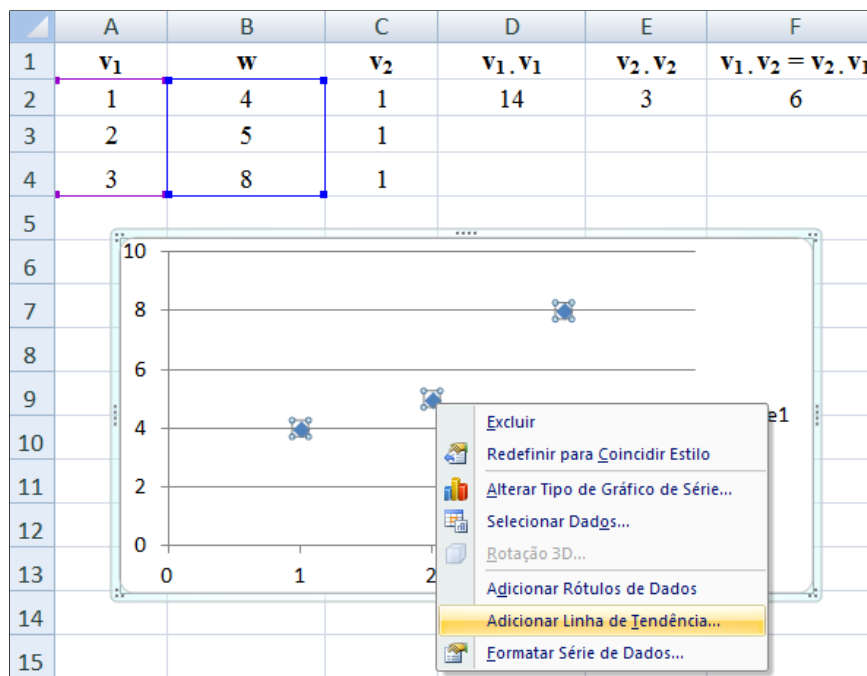 A B C D E F
1 v1 w v2 v1 . v1 v2 . v2 v1 . v2 = v2 . v1
2 1 4 1 14 3 6
3 2 5 1
4 3 8 1
5
6
7
8
9
10
11
12
13
14
15
10
8
6
4
2
0
0 1 2
e1
Excluir
Redefinir para Coincidir Estilo
Alterar Tipo de Gráfico de Série...
Selecionar Dados...
Rotação 3D...
Adicionar Rótulos de Dados
Adicionar Linha de Tendência...
Formatar Série de Dados...